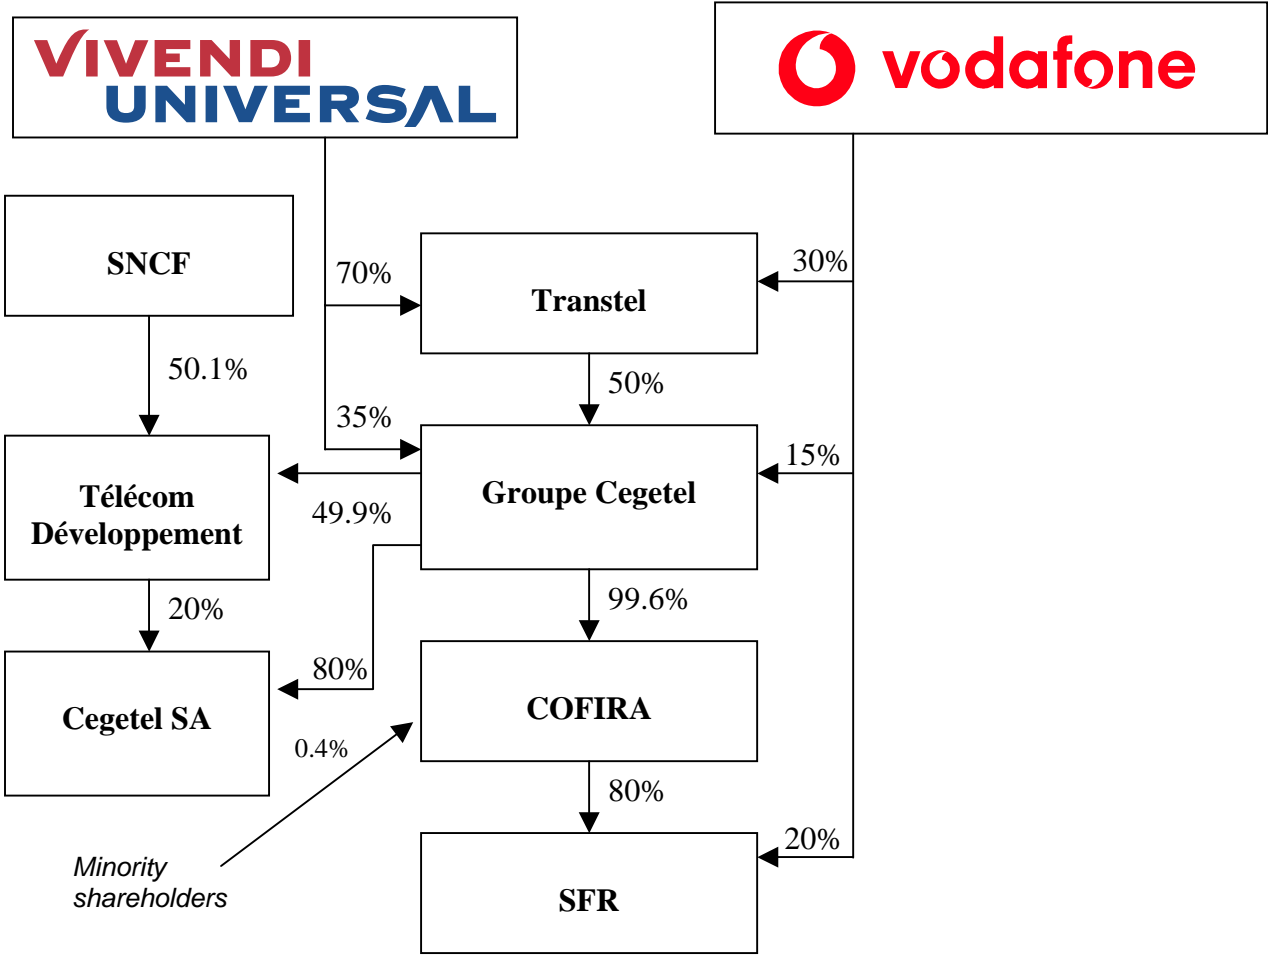 VIVENDI
UNIVERSAL
vodafone
SNCF
70%
Transtel
30%
50.1%
50%
35%
15%
Télécom
Développement
49.9%
Groupe Cegetel
20%
99.6%
80%
Cegetel SA
COFIRA
0.4%
80%
20%
Minority
shareholders
SFR